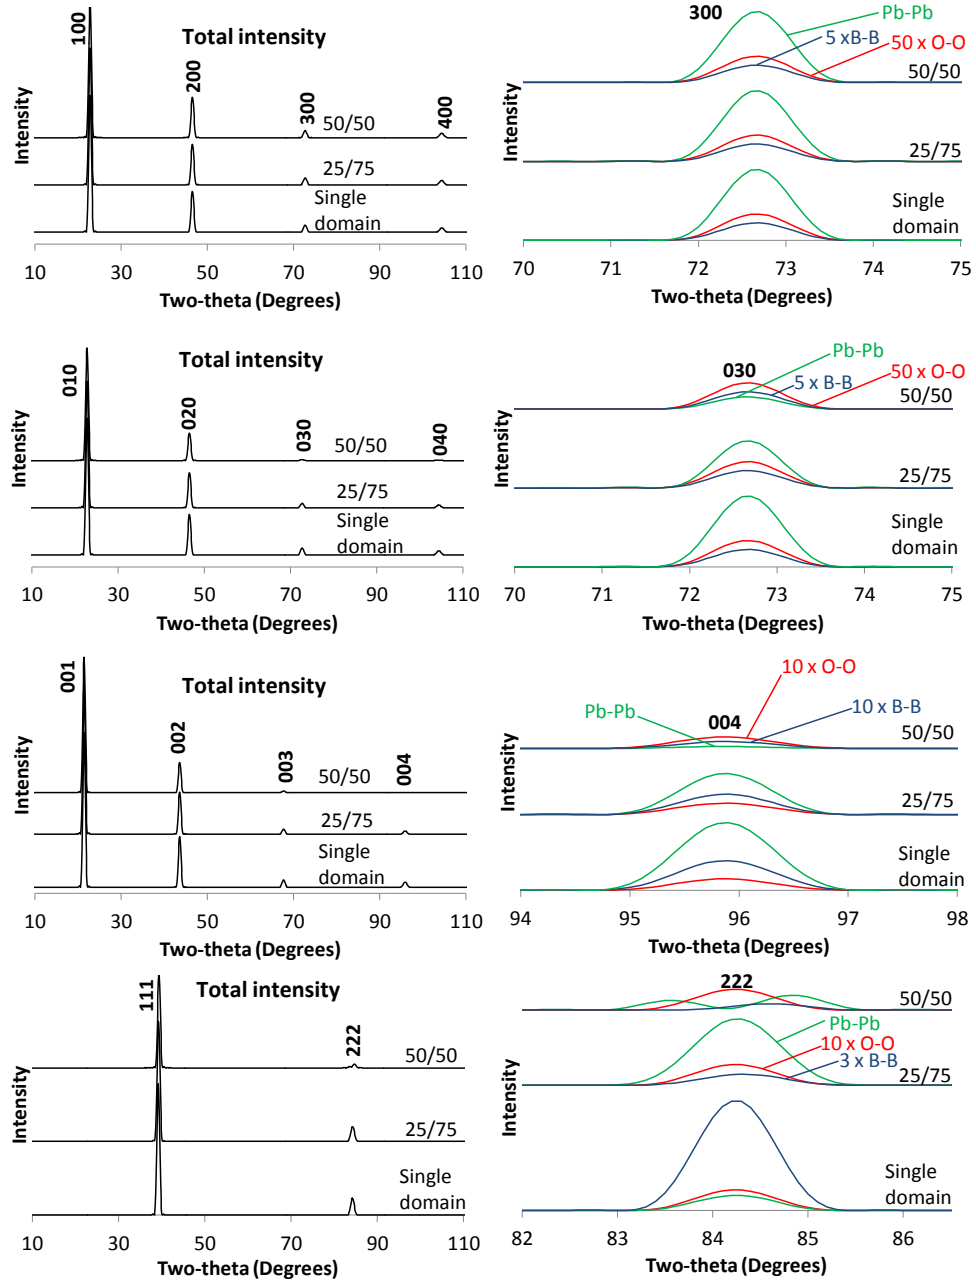 Total intensity
100
200
300
400
50/50
25/75
Single
domain
Intensity
10 30 50 70 90 110
Two-theta (Degrees)
300
Pb-Pb
5 xB-B
50 x O-O
50/50
25/75
Single
domain
Intensity
70 71 72 73 74 75
Two-theta (Degrees)
Total intensity
010
020
030
040
50/50
25/75
Single
domain
Intensity
10 30 50 70 90 110
Two-theta (Degrees)
030
Pb-Pb
5 x B-B
50 x O-O
50/50
25/75
Single
domain
Intensity
70 71 72 73 74 75
Two-theta (Degrees)
Total intensity
001
002
003
004
50/50
25/75
Single
domain
Intensity
10 30 50 70 90 110
Two-theta (Degrees)
10 x O-O
Pb-Pb
004
10 x B-B
50/50
25/75
Single
domain
Intensity
94 95 96 97 98
Two-theta (Degrees)
Total intensity
111
222
50/50
25/75
Single
domain
Intensity
10 30 50 70 90 110
Two-theta (Degrees)
222
50/50
Pb-Pb
10 x O-O
3 x B-B
25/75
Single
domain
Intensity
82 83 84 85 86
Two-theta (Degrees)